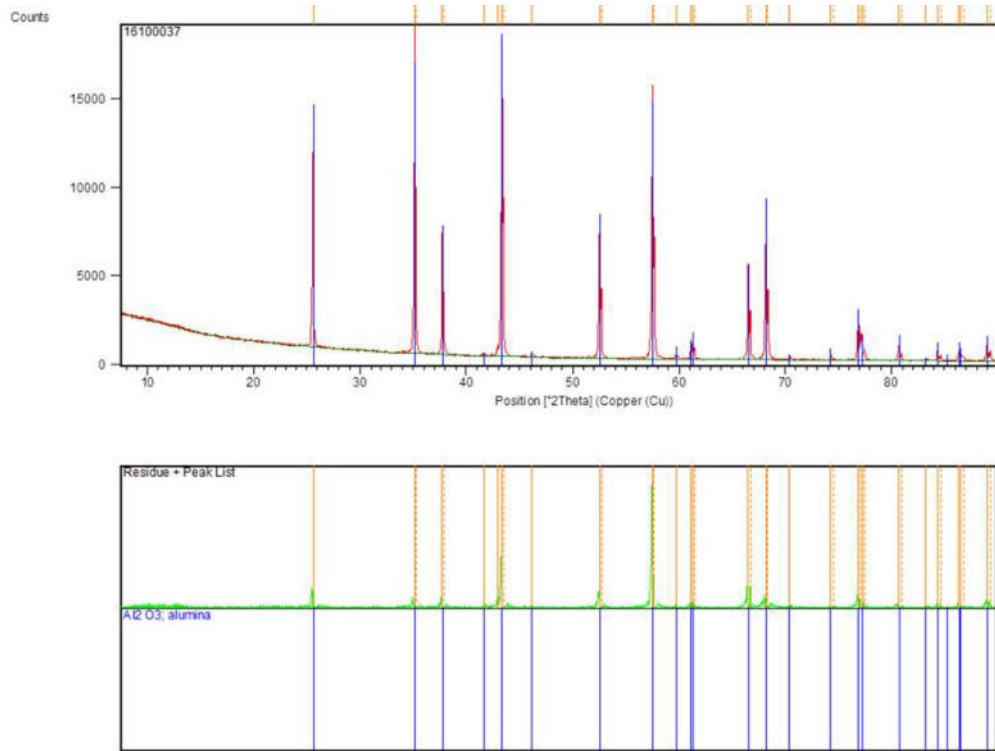 Counts
16100037
15000
10000
5000
0
10 20 30 40 50 60 70 80
Position [°2Theta] (Copper (Cu))
Residue + Peak List
Al2 O3; alumina